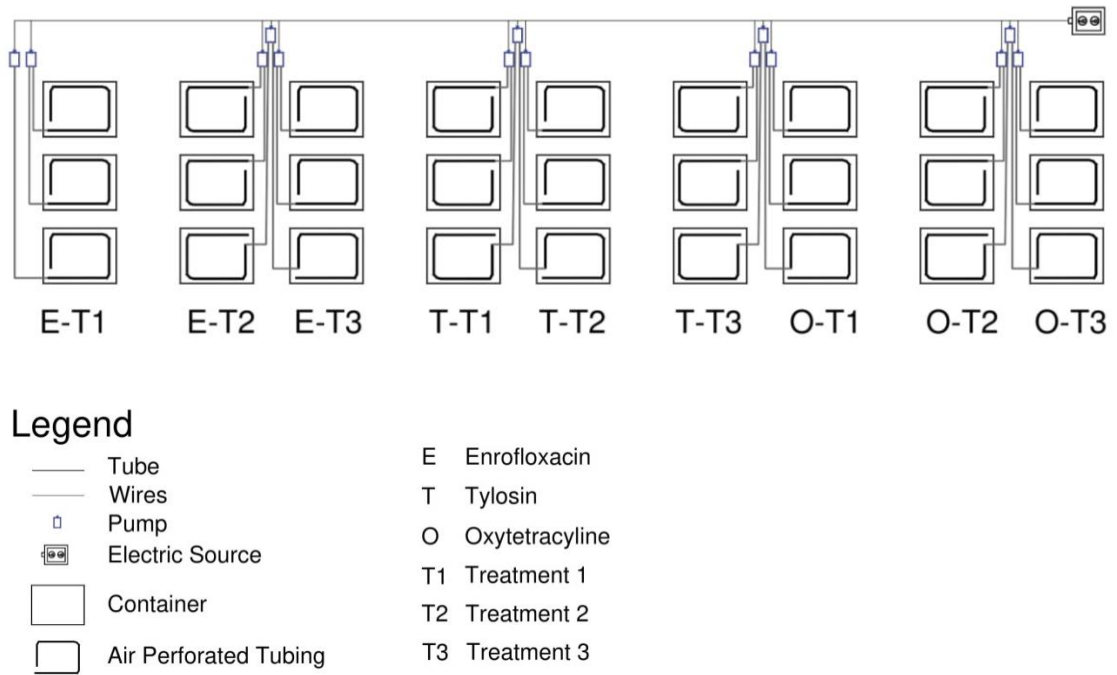 E-T1 E-T2 E-T3 T-T1 T-T2 T-T3 O-T1 O-T2 O-T3
Legend
Tube
Wires
Pump
Electric Source
Container
Air Perforated Tubing
E Enrofloxacin
T Tylosin
O Oxytetracyline
T1 Treatment 1
T2 Treatment 2
T3 Treatment 3